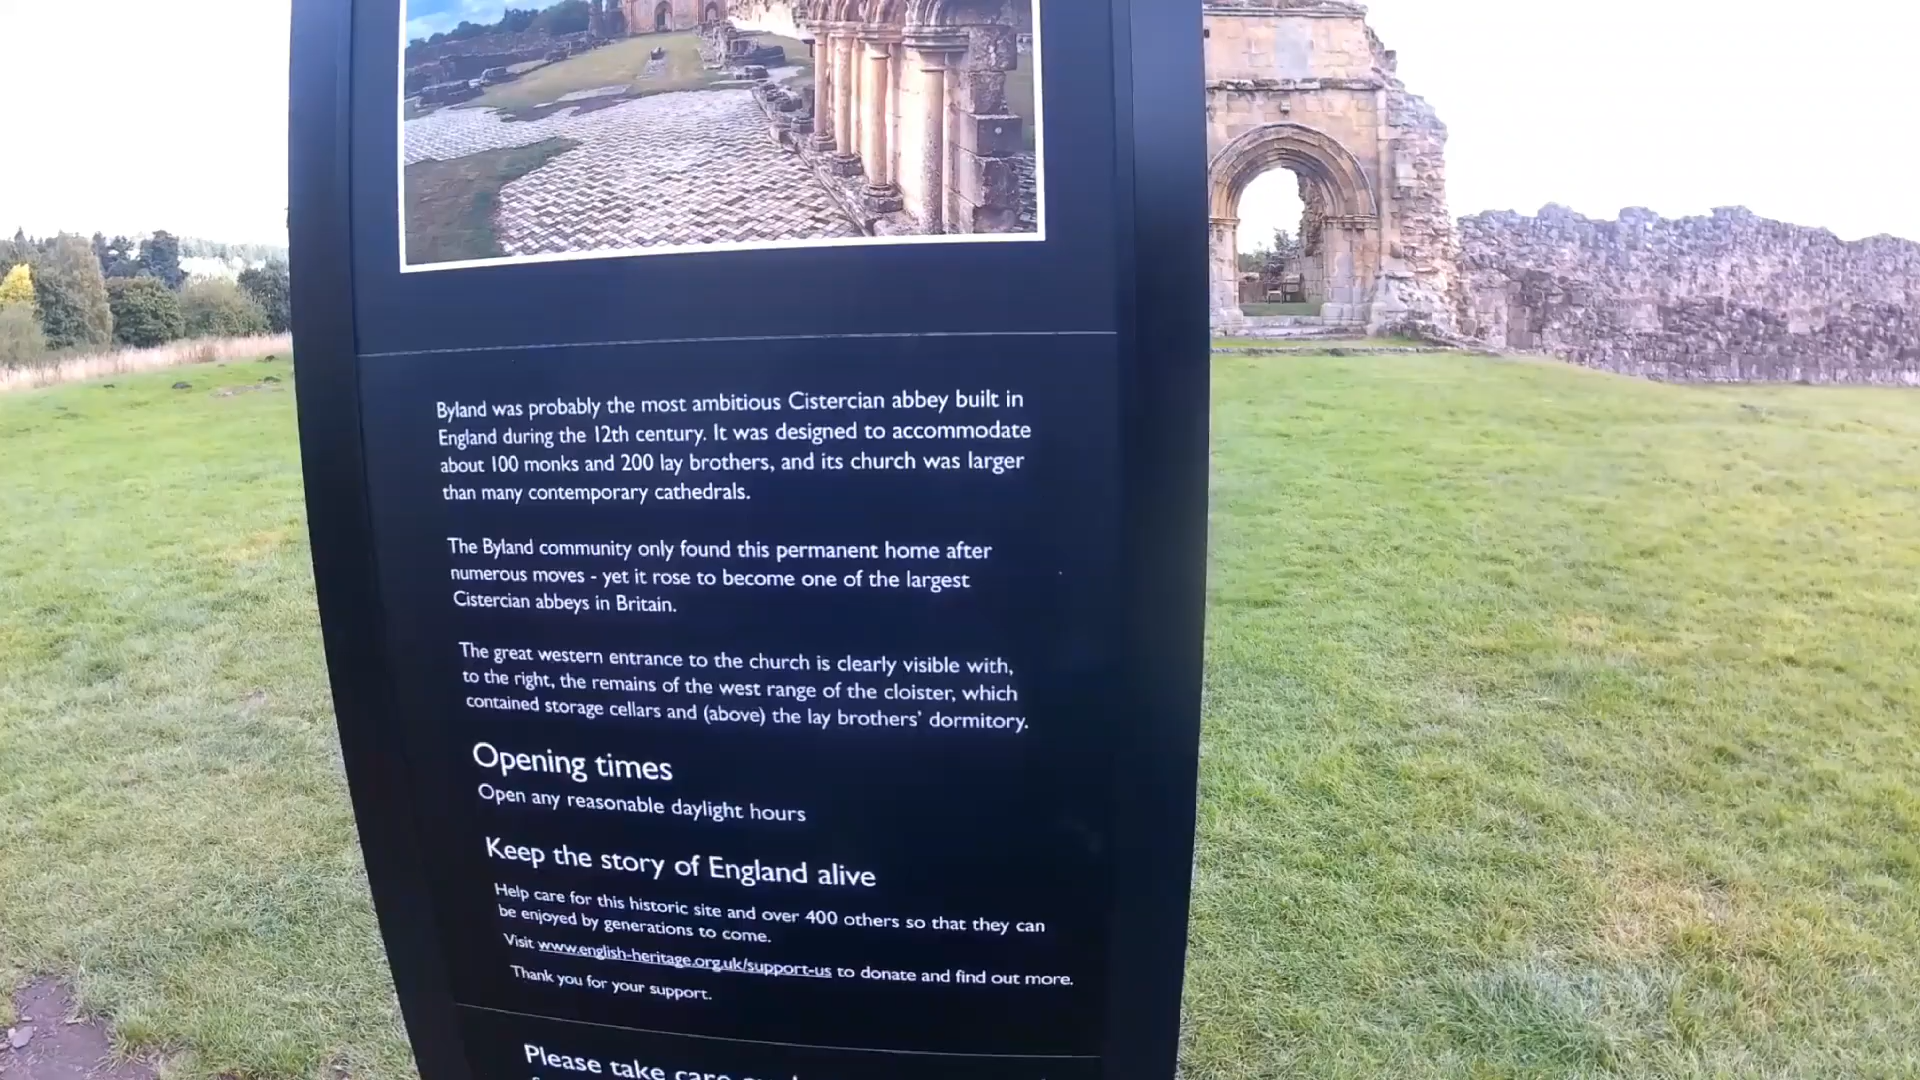 Byland was probably the most ambitious Cistercian abbey built in
England during the 12th century. It was designed to accommodate
about 100 monks and 200 lay brothers, and its church was larger
than many contemporary cathedrals.
The Byland community only found this permanent home after
numerous moves - yet it rose to become one of the largest
Cistercian abbeys in Britain.
The great western entrance to the church is clearly visible with,
to the right, the remains of the west range of the cloister, which
contained storage cellars and (above) the lay brothers' dormitory.
Opening times
Open any reasonable daylight hours
Keep the story of England alive
Help care for this historic site and over 400 others so that they can
be enjoyed by generations to come.
Visit www.english-heritage.org.uk/support-us to donate and find out more.
Thank you for your support.
Please take care